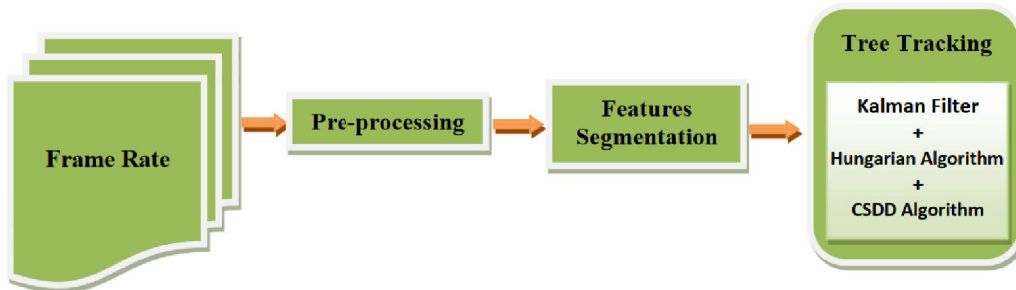 Frame Rate
Pre-processing
Features
Segmentation
Tree Tracking
Kalman Filter
+
Hungarian Algorithm
+
CSDD Algorithm